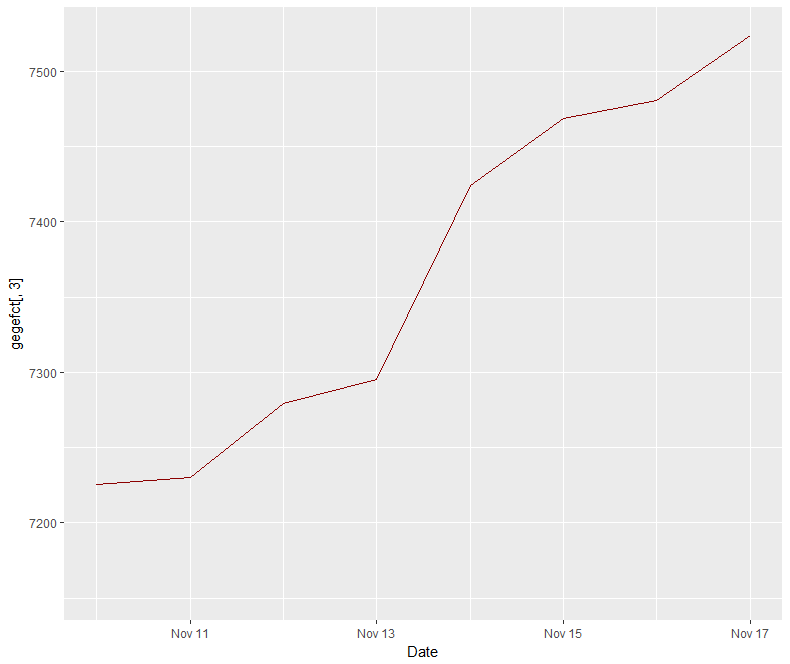 7500
7400
7300
7200
gegefct[, 3]
Nov 11
Nov 13
Nov 15
Nov 17
Date